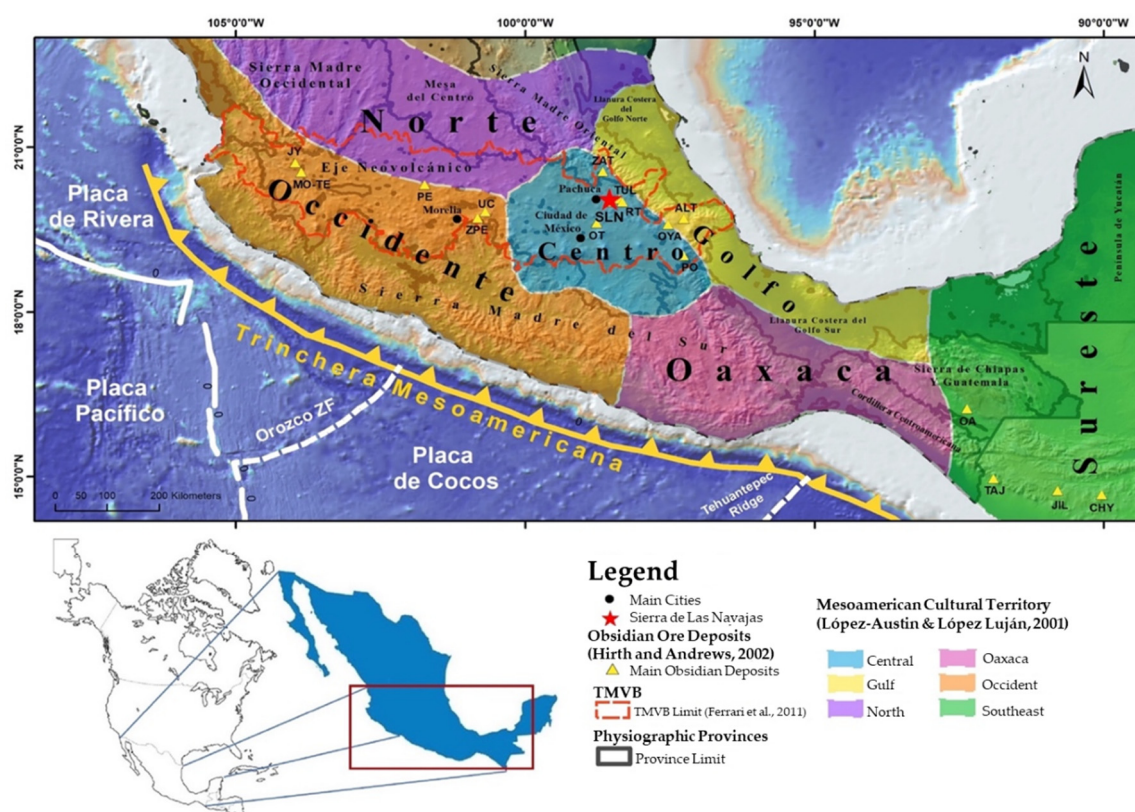 105°0'0"W
100°0'0"W
95°0'0"W
90°0'0"W
21°0'0"N
18°0'0"N
15°0'0"N
N
Sierra Madre
Occidental
Mesa
del Centro
Sierra Madre Oriental
Llanura Costera
del
Golfo Norte
Norte
Eje Neovolcánico
JY
MO-TE
PE
Morelia
UC
ZPE
ZAT
Pachuca
TUL
SLN
RT
ALT
Ciudad de
México
OT
OYA
PO
Centro
Golfo
Occidente
Sierra Madre del Sur
Llanura Costera del
Golfo Sur
Oaxaca
Sierra de Chiapas
Y Guatemala
Cordillera Centroamericana
Península de Yucatán
Sureste
OA
TAJ
JIL
CHY
Placa
de Rivera
Placa
Pacífico
Orozco ZF
Trinchera Mesoamericana
Placa
de Cocos
Tehuantepec
Ridge
0 50 100 200 Kilometers
Legend
Main Cities
Sierra de Las Navajas
Obsidian Ore Deposits
(Hirth and Andrews, 2002)
Main Obsidian Deposits
TMVB
TMVB Limit (Ferrari et al., 2011)
Physiographic Provinces
Province Limit
Mesoamerican Cultural Territory
(López-Austin & López Luján, 2001)
Central
Gulf
North
Oaxaca
Occident
Southeast